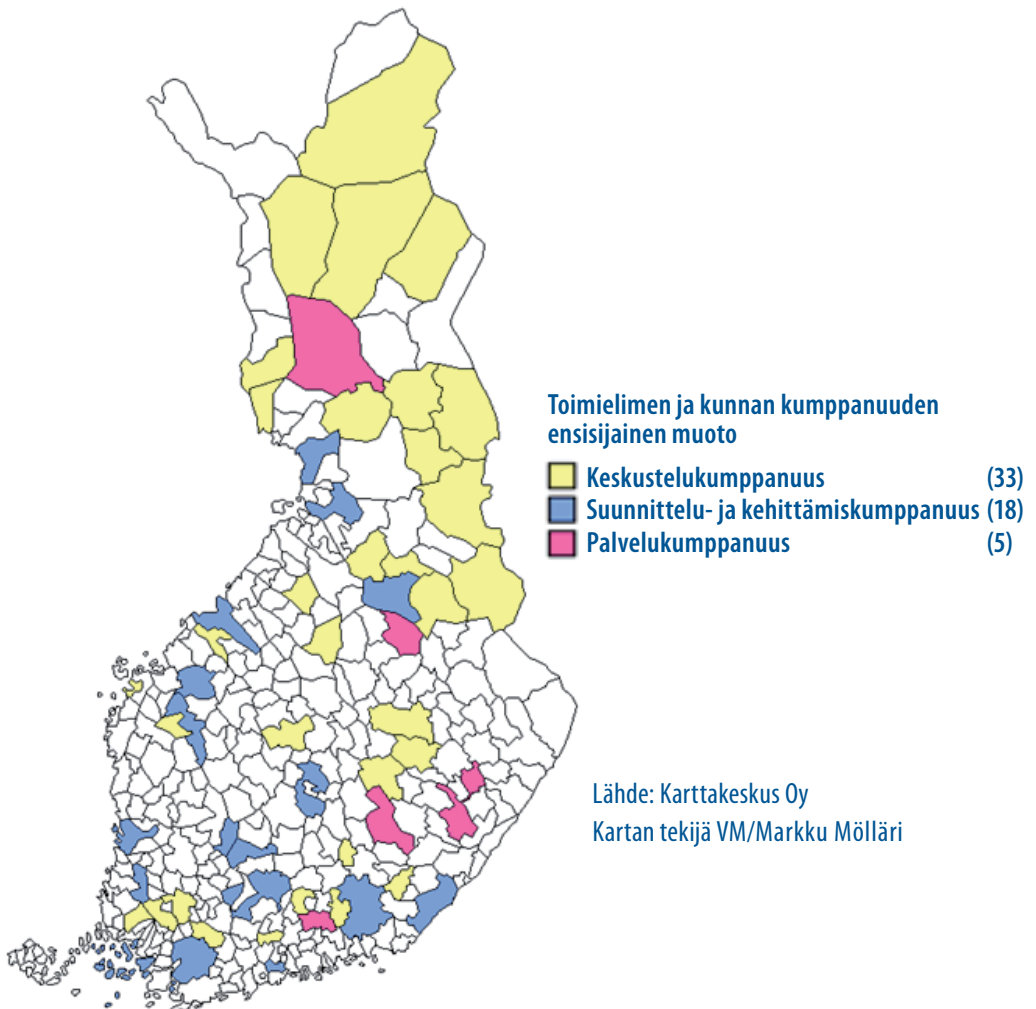 Toimielimen ja kunnan kumppanuuden
ensisijainen muoto
Keskustelukumppanuus (33)
Suunnittelu- ja kehittämiskumppanuus (18)
Palvelukumppanuus (5)
Lähde: Karttakeskus Oy
Kartan tekijä VM/Markku Mölläri